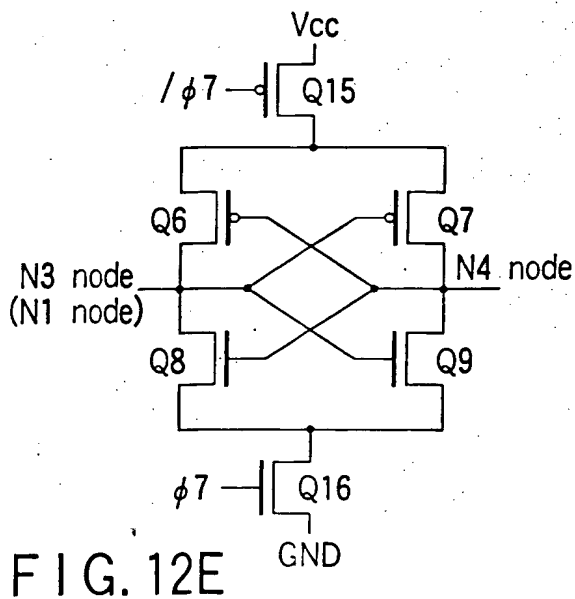 Vcc
/φ7
Q15
Q6
Q7
N3 node
(N1 node)
N4 node
Q8
Q9
φ7
Q16
GND
FIG. 12E